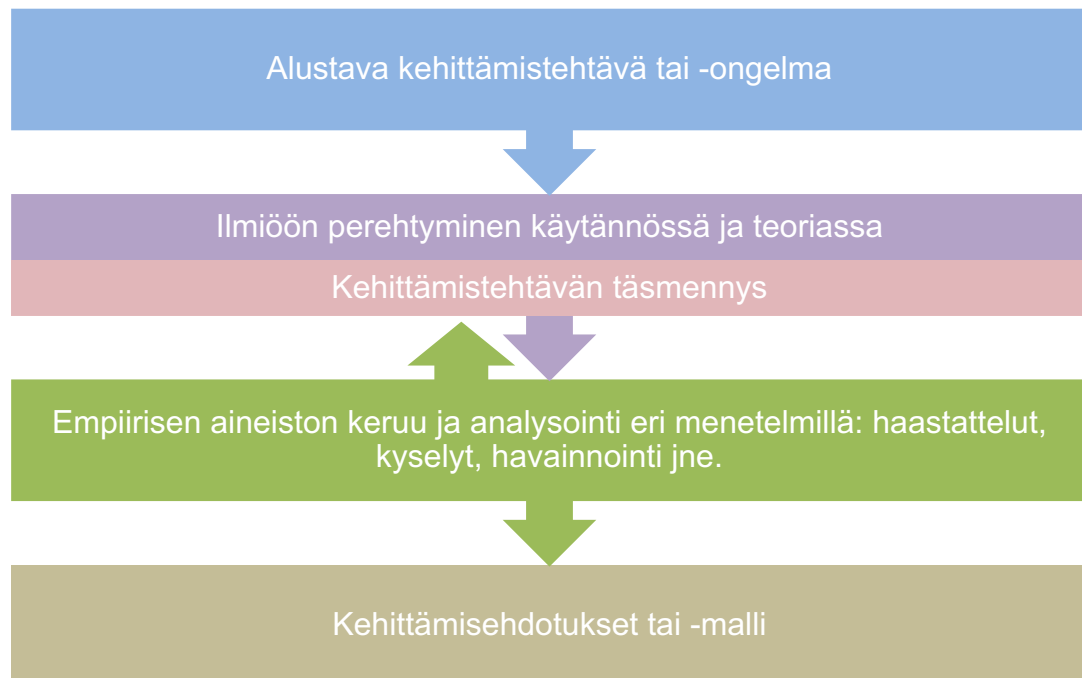 Alustava kehittämistehtävä tai -ongelma
Ilmiöön perehtyminen käytännössä ja teoriassa
Kehittämistehtävän täsmennys
Empiirisen aineiston keruu ja analysointi eri menetelmillä: haastattelut,
kyselyt, havainnointi jne.
Kehittämisehdotukset tai -malli